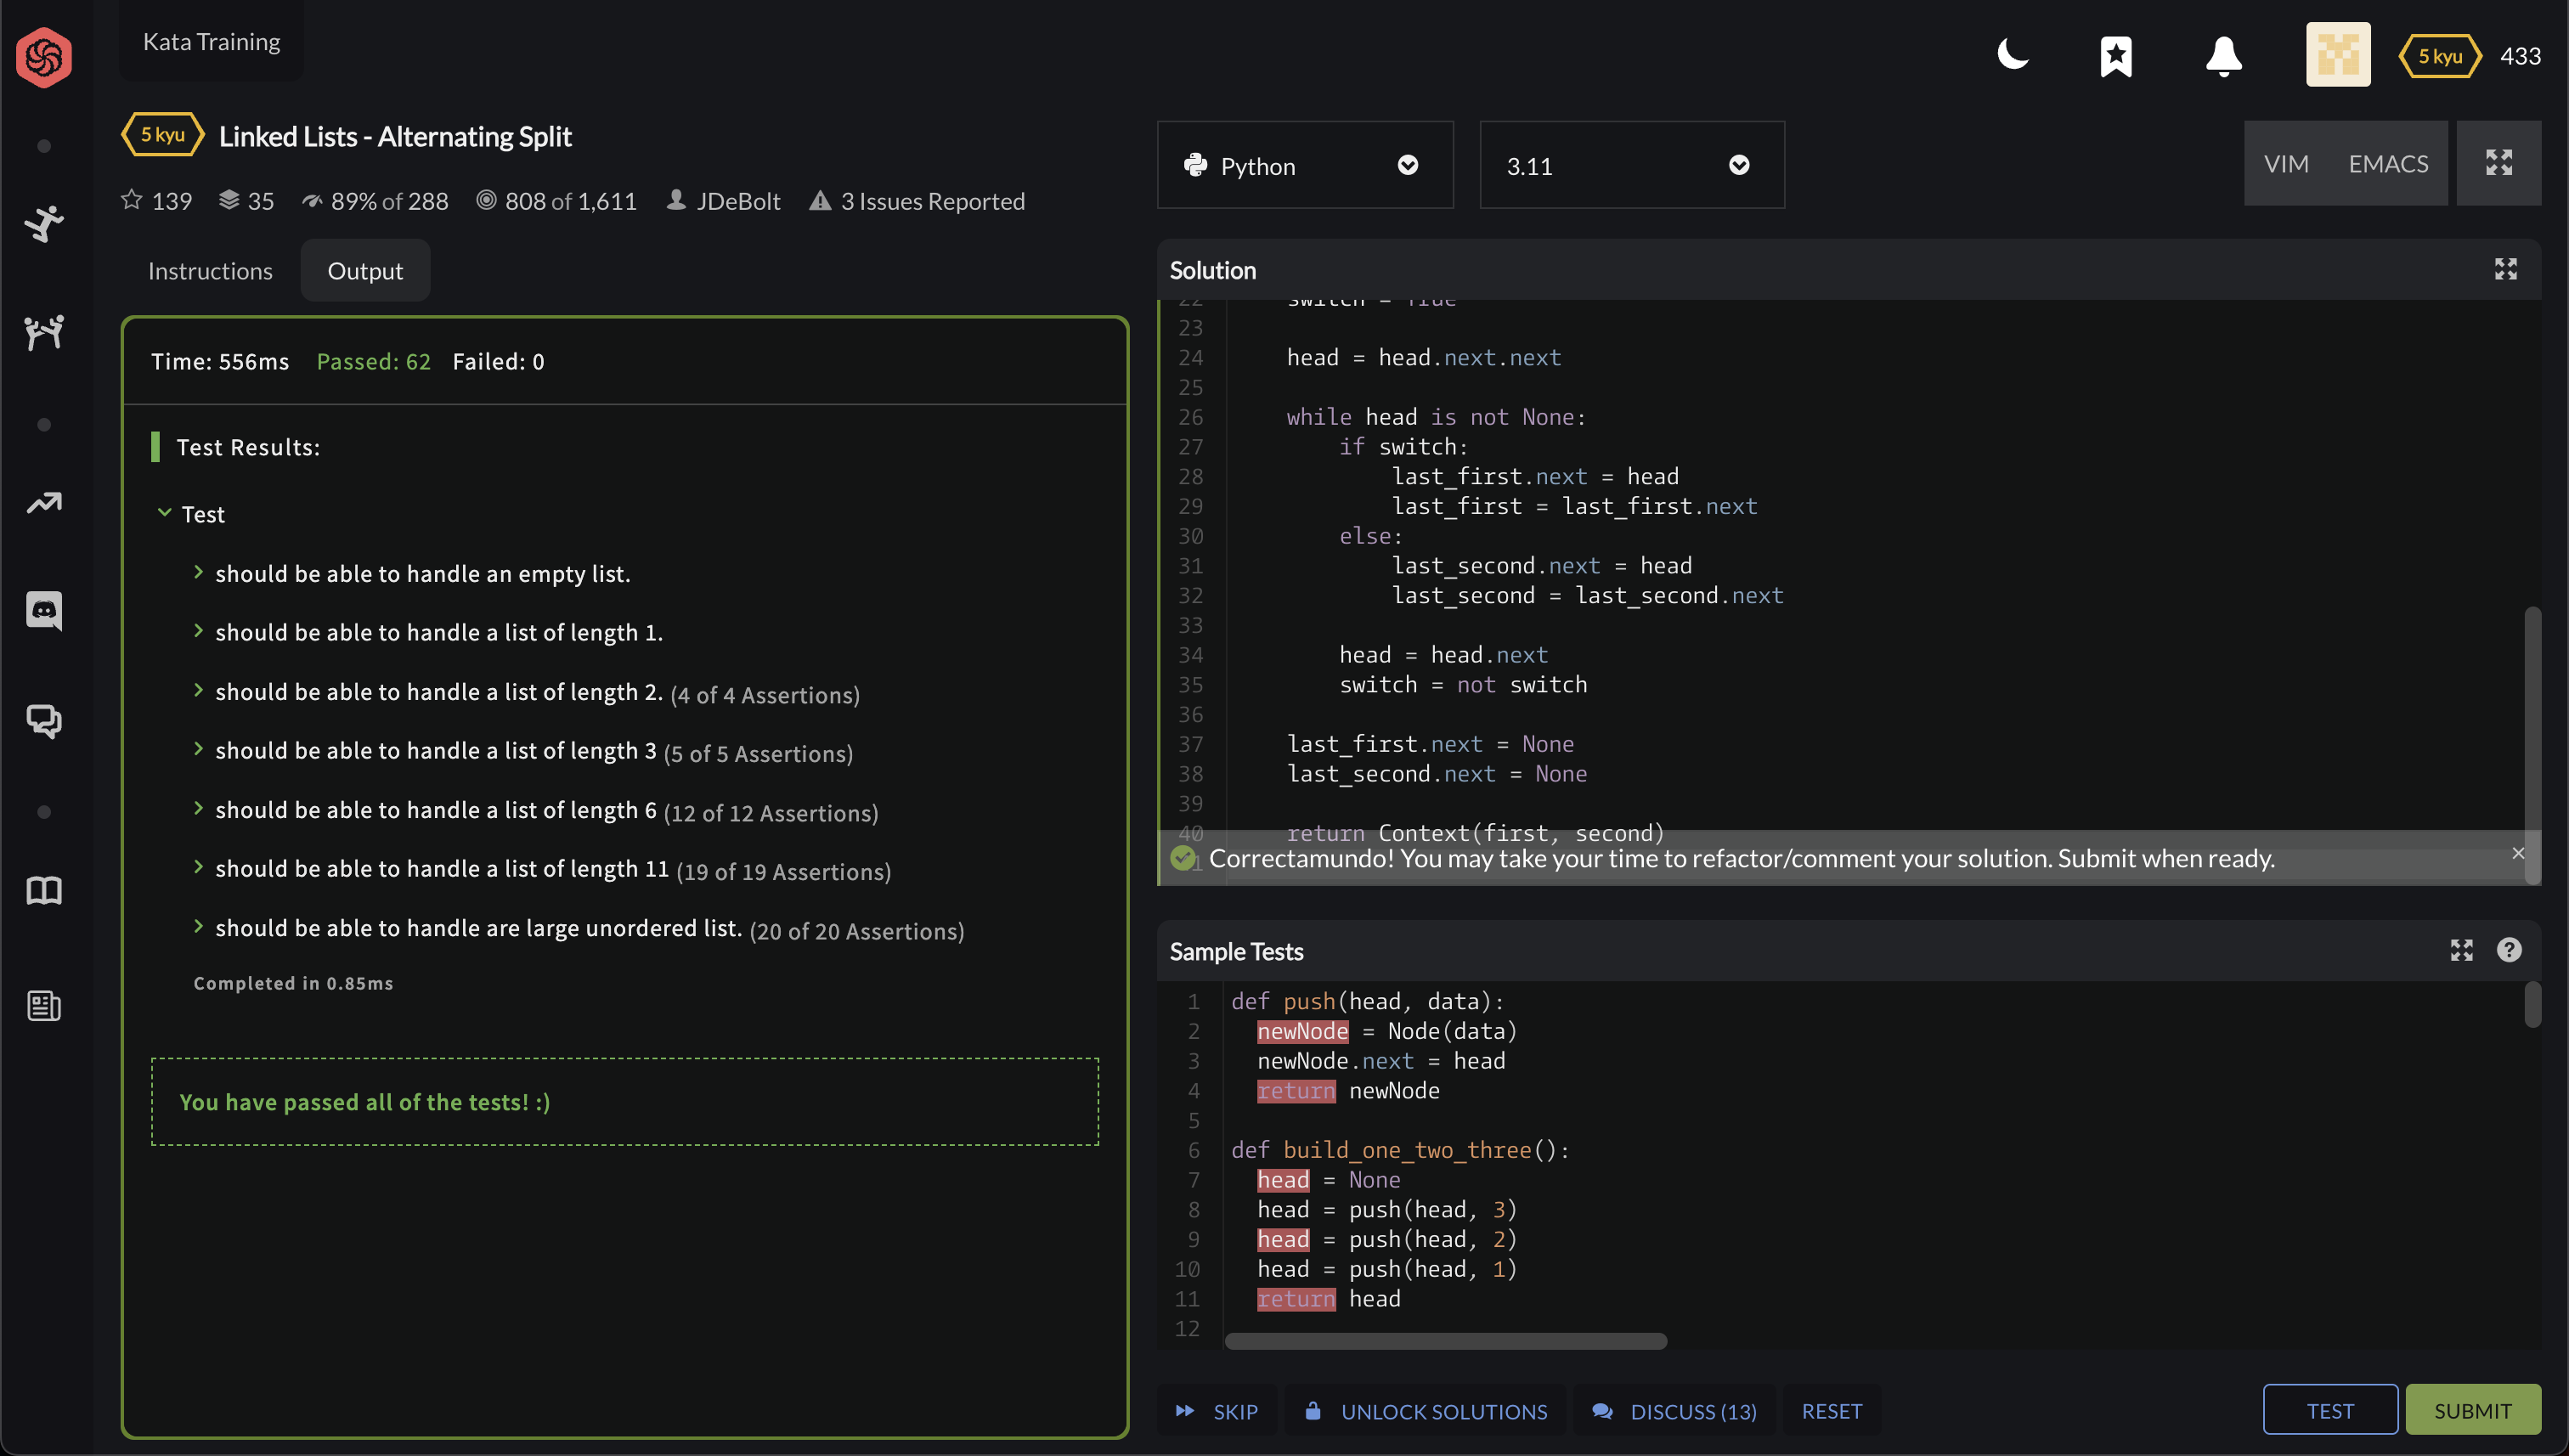 Kata Training
5 kyu 433
5 kyu Linked Lists - Alternating Split
139 35 89% of 288 808 of 1,611 JDeBolt 3 Issues Reported
Instructions Output
Time: 556ms Passed: 62 Failed: 0
Test Results:
Test
should be able to handle an empty list.
should be able to handle a list of length 1.
should be able to handle a list of length 2. (4 of 4 Assertions)
should be able to handle a list of length 3 (5 of 5 Assertions)
should be able to handle a list of length 6 (12 of 12 Assertions)
should be able to handle a list of length 11 (19 of 19 Assertions)
should be able to handle are large unordered list. (20 of 20 Assertions)
Completed in 0.85ms
You have passed all of the tests! :)
Python 3.11 VIM EMACS
Solution
22 switch = True
23
24 head = head.next.next
25
26 while head is not None:
27 if switch:
28 last_first.next = head
29 last_first = last_first.next
30 else:
31 last_second.next = head
32 last_second = last_second.next
33
34 head = head.next
35 switch = not switch
36
37 last_first.next = None
38 last_second.next = None
39
40 return Context(first, second)
Correctamundo! You may take your time to refactor/comment your solution. Submit when ready.
Sample Tests
1 def push(head, data):
2 newNode = Node(data)
3 newNode.next = head
4 return newNode
5
6 def build_one_two_three():
7 head = None
8 head = push(head, 3)
9 head = push(head, 2)
10 head = push(head, 1)
11 return head
12
SKIP UNLOCK SOLUTIONS DISCUSS (13) RESET TEST SUBMIT